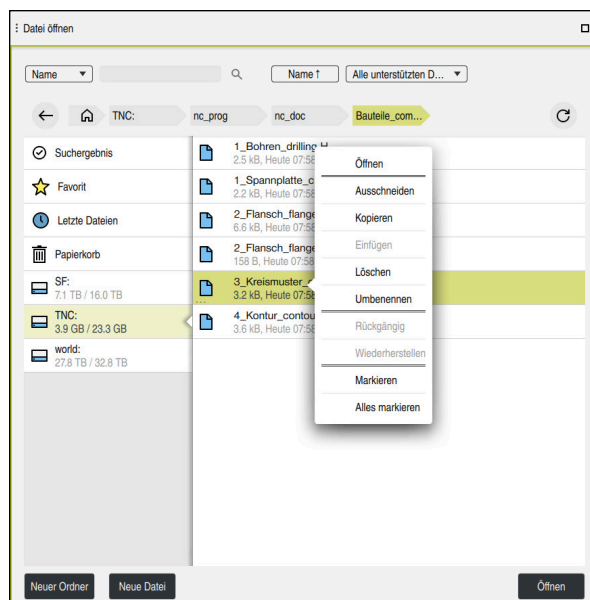 Datei öffnen
Name
Name ↑
Alle unterstützten D...
TNC:
nc_prog
nc_doc
Bauteile_com...
Suchergebnis
Favorit
Letzte Dateien
Papierkorb
SF:
7.1 TB / 16.0 TB
TNC:
3.9 GB / 23.3 GB
world:
27.8 TB / 32.8 TB
1_Bohren_drilling.H
2.5 kB, Heute 07:58
1_Spannplatte_c
2.2 kB, Heute 07:58
2_Flansch_flange
6.6 kB, Heute 07:58
2_Flansch_flange
158 B, Heute 07:58
3_Kreismuster_
3.2 kB, Heute 07:58
4_Kontur_contou
3.6 kB, Heute 07:58
Öffnen
Ausschneiden
Kopieren
Einfügen
Löschen
Umbenennen
Rückgängig
Wiederherstellen
Markieren
Alles markieren
Neuer Ordner
Neue Datei
Öffnen